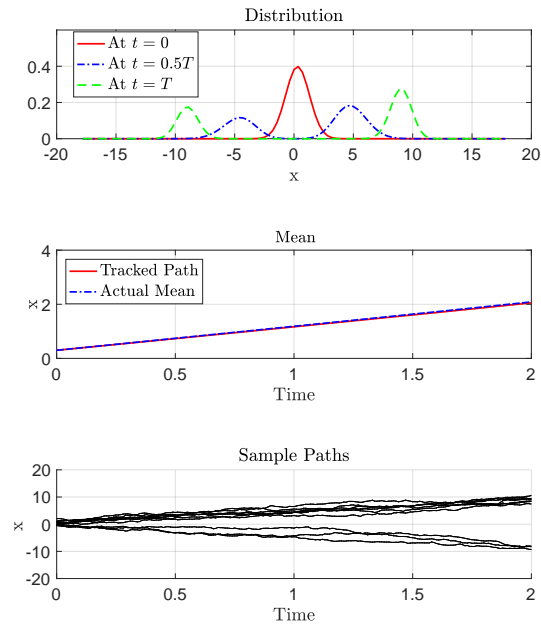 Distribution
At t = 0
At t = 0.5T
At t = T
0.4
0.2
0
-20 -15 -10 -5 0 5 10 15 20
x
Mean
Tracked Path
Actual Mean
4
2
0
x
0 0.5 1 1.5 2
Time
Sample Paths
20
10
0
-10
-20
x
0 0.5 1 1.5 2
Time